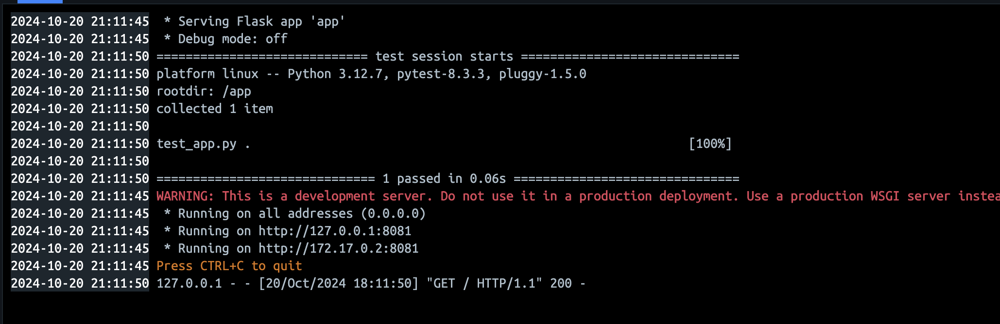 2024-10-20 21:11:45  * Serving Flask app 'app'
2024-10-20 21:11:45  * Debug mode: off
2024-10-20 21:11:50 ============================= test session starts ==============================
2024-10-20 21:11:50 platform linux -- Python 3.12.7, pytest-8.3.3, pluggy-1.5.0
2024-10-20 21:11:50 rootdir: /app
2024-10-20 21:11:50 collected 1 item
2024-10-20 21:11:50
2024-10-20 21:11:50 test_app.py .                                                            [100%]
2024-10-20 21:11:50
2024-10-20 21:11:50 ============================== 1 passed in 0.06s ===============================
2024-10-20 21:11:45 WARNING: This is a development server. Do not use it in a production deployment. Use a production WSGI server instea
2024-10-20 21:11:45  * Running on all addresses (0.0.0.0)
2024-10-20 21:11:45  * Running on http://127.0.0.1:8081
2024-10-20 21:11:45  * Running on http://172.17.0.2:8081
2024-10-20 21:11:45 Press CTRL+C to quit
2024-10-20 21:11:50 127.0.0.1 - - [20/Oct/2024 18:11:50] "GET / HTTP/1.1" 200 -